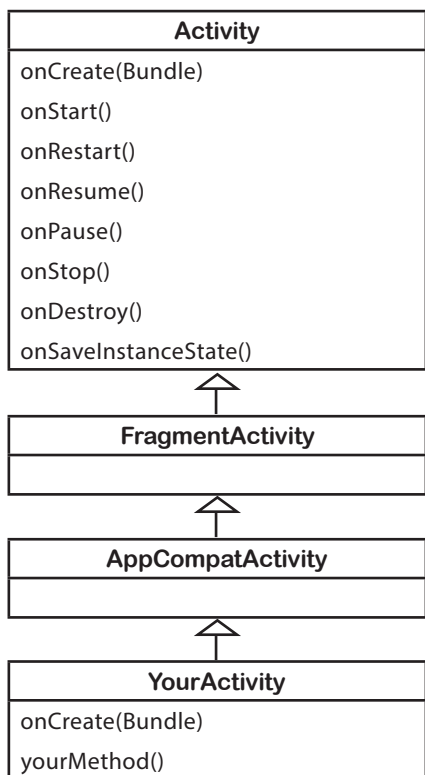 Activity
onCreate(Bundle)
onStart()
onRestart()
onResume()
onPause()
onStop()
onDestroy()
onSaveInstanceState()
FragmentActivity
AppCompatActivity
YourActivity
onCreate(Bundle)
yourMethod()